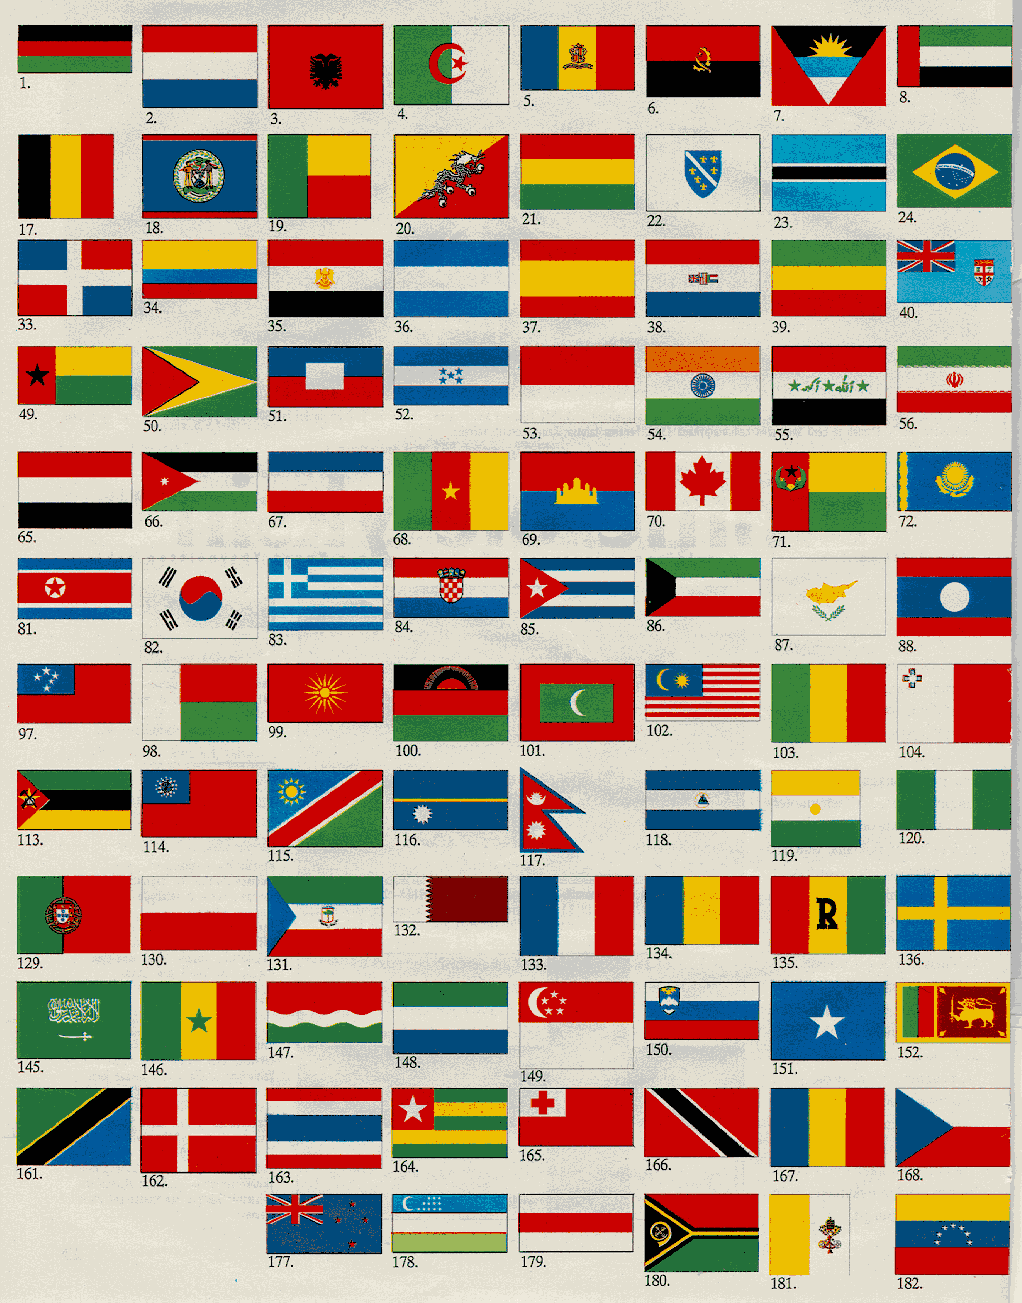 1. 2. 3. 4. 5. 6. 7. 8.
17. 18. 19. 20. 21. 22. 23. 24.
33. 34. 35. 36. 37. 38. 39. 40.
49. 50. 51. 52. 53. 54. 55. 56.
65. 66. 67. 68. 69. 70. 71. 72.
81. 82. 83. 84. 85. 86. 87. 88.
97. 98. 99. 100. 101. 102. 103. 104.
113. 114. 115. 116. 117. 118. 119. 120.
R
129. 130. 131. 132. 133. 134. 135. 136.
145. 146. 147. 148. 149. 150. 151. 152.
161. 162. 163. 164. 165. 166. 167. 168.
177. 178. 179. 180. 181. 182.